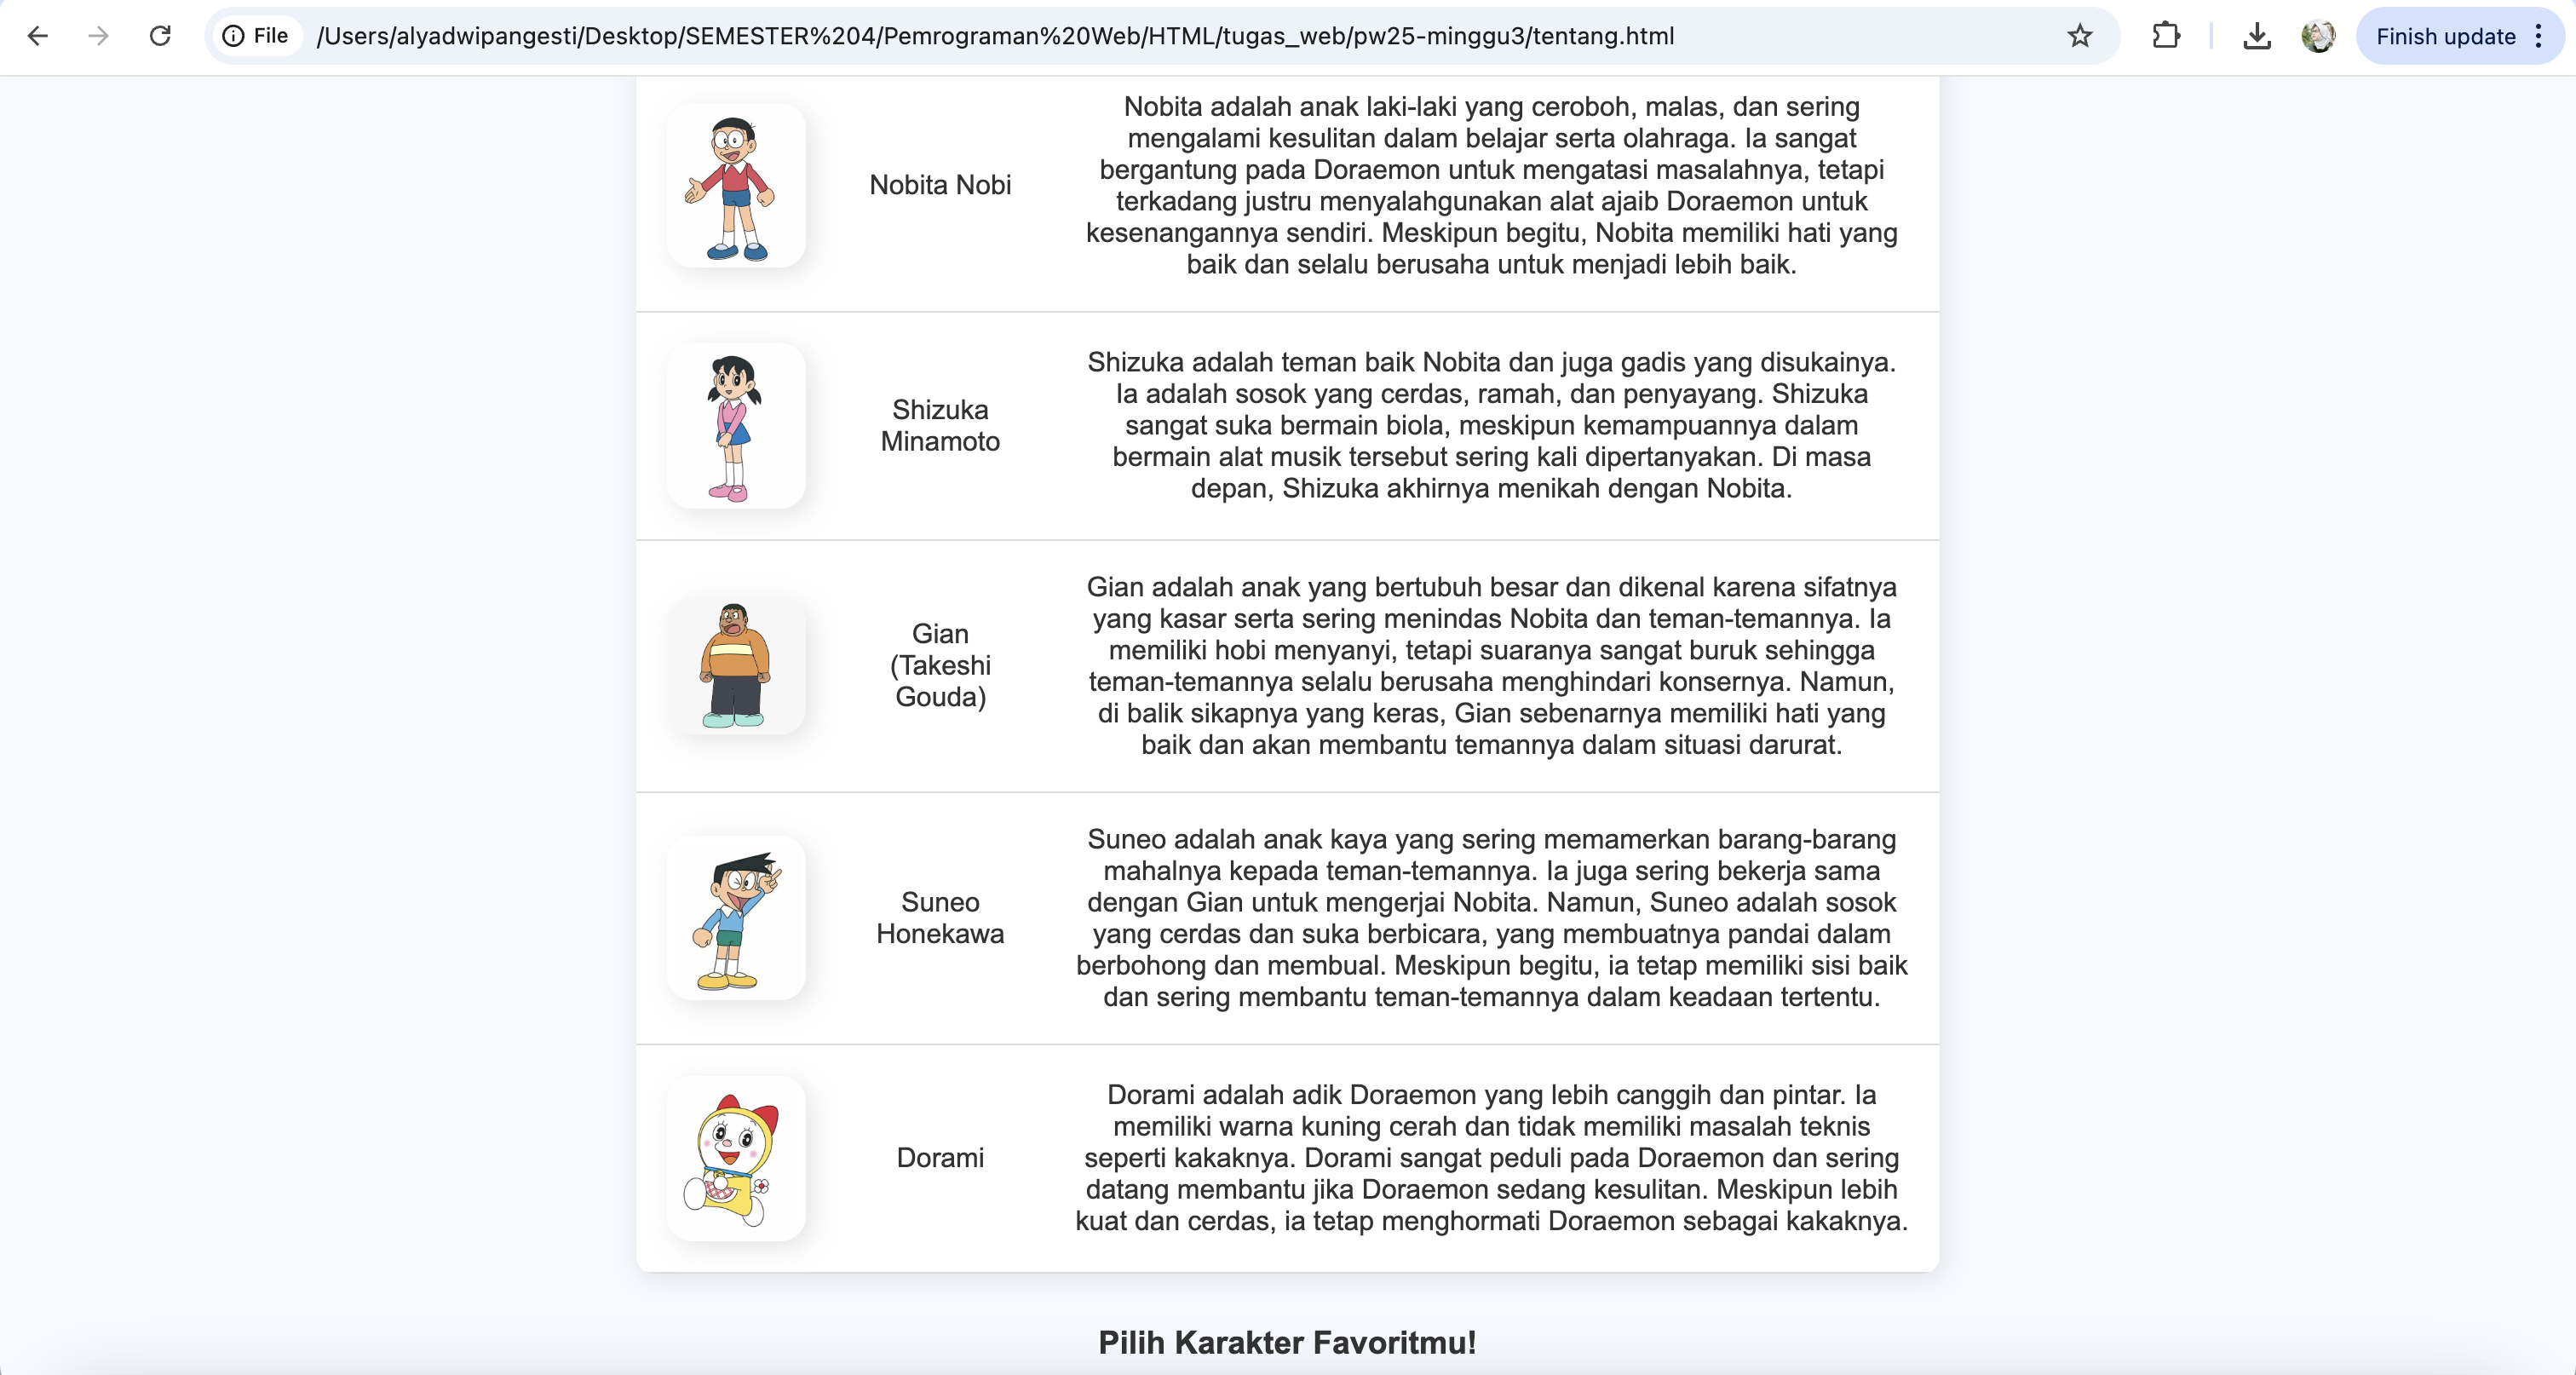 File
/Users/alyadwipangesti/Desktop/SEMESTER%204/Pemrograman%20Web/HTML/tugas_web/pw25-minggu3/tentang.html
Finish update
Nobita Nobi
Nobita adalah anak laki-laki yang ceroboh, malas, dan sering
mengalami kesulitan dalam belajar serta olahraga. Ia sangat
bergantung pada Doraemon untuk mengatasi masalahnya, tetapi
terkadang justru menyalahgunakan alat ajaib Doraemon untuk
kesenangannya sendiri. Meskipun begitu, Nobita memiliki hati yang
baik dan selalu berusaha untuk menjadi lebih baik.
Shizuka
Minamoto
Shizuka adalah teman baik Nobita dan juga gadis yang disukainya.
Ia adalah sosok yang cerdas, ramah, dan penyayang. Shizuka
sangat suka bermain biola, meskipun kemampuannya dalam
bermain alat musik tersebut sering kali dipertanyakan. Di masa
depan, Shizuka akhirnya menikah dengan Nobita.
Gian
(Takeshi
Gouda)
Gian adalah anak yang bertubuh besar dan dikenal karena sifatnya
yang kasar serta sering menindas Nobita dan teman-temannya. Ia
memiliki hobi menyanyi, tetapi suaranya sangat buruk sehingga
teman-temannya selalu berusaha menghindari konsernya. Namun,
di balik sikapnya yang keras, Gian sebenarnya memiliki hati yang
baik dan akan membantu temannya dalam situasi darurat.
Suneo
Honekawa
Suneo adalah anak kaya yang sering memamerkan barang-barang
mahalnya kepada teman-temannya. Ia juga sering bekerja sama
dengan Gian untuk mengerjai Nobita. Namun, Suneo adalah sosok
yang cerdas dan suka berbicara, yang membuatnya pandai dalam
berbohong dan membual. Meskipun begitu, ia tetap memiliki sisi baik
dan sering membantu teman-temannya dalam keadaan tertentu.
Dorami
Dorami adalah adik Doraemon yang lebih canggih dan pintar. Ia
memiliki warna kuning cerah dan tidak memiliki masalah teknis
seperti kakaknya. Dorami sangat peduli pada Doraemon dan sering
datang membantu jika Doraemon sedang kesulitan. Meskipun lebih
kuat dan cerdas, ia tetap menghormati Doraemon sebagai kakaknya.
Pilih Karakter Favoritmu!